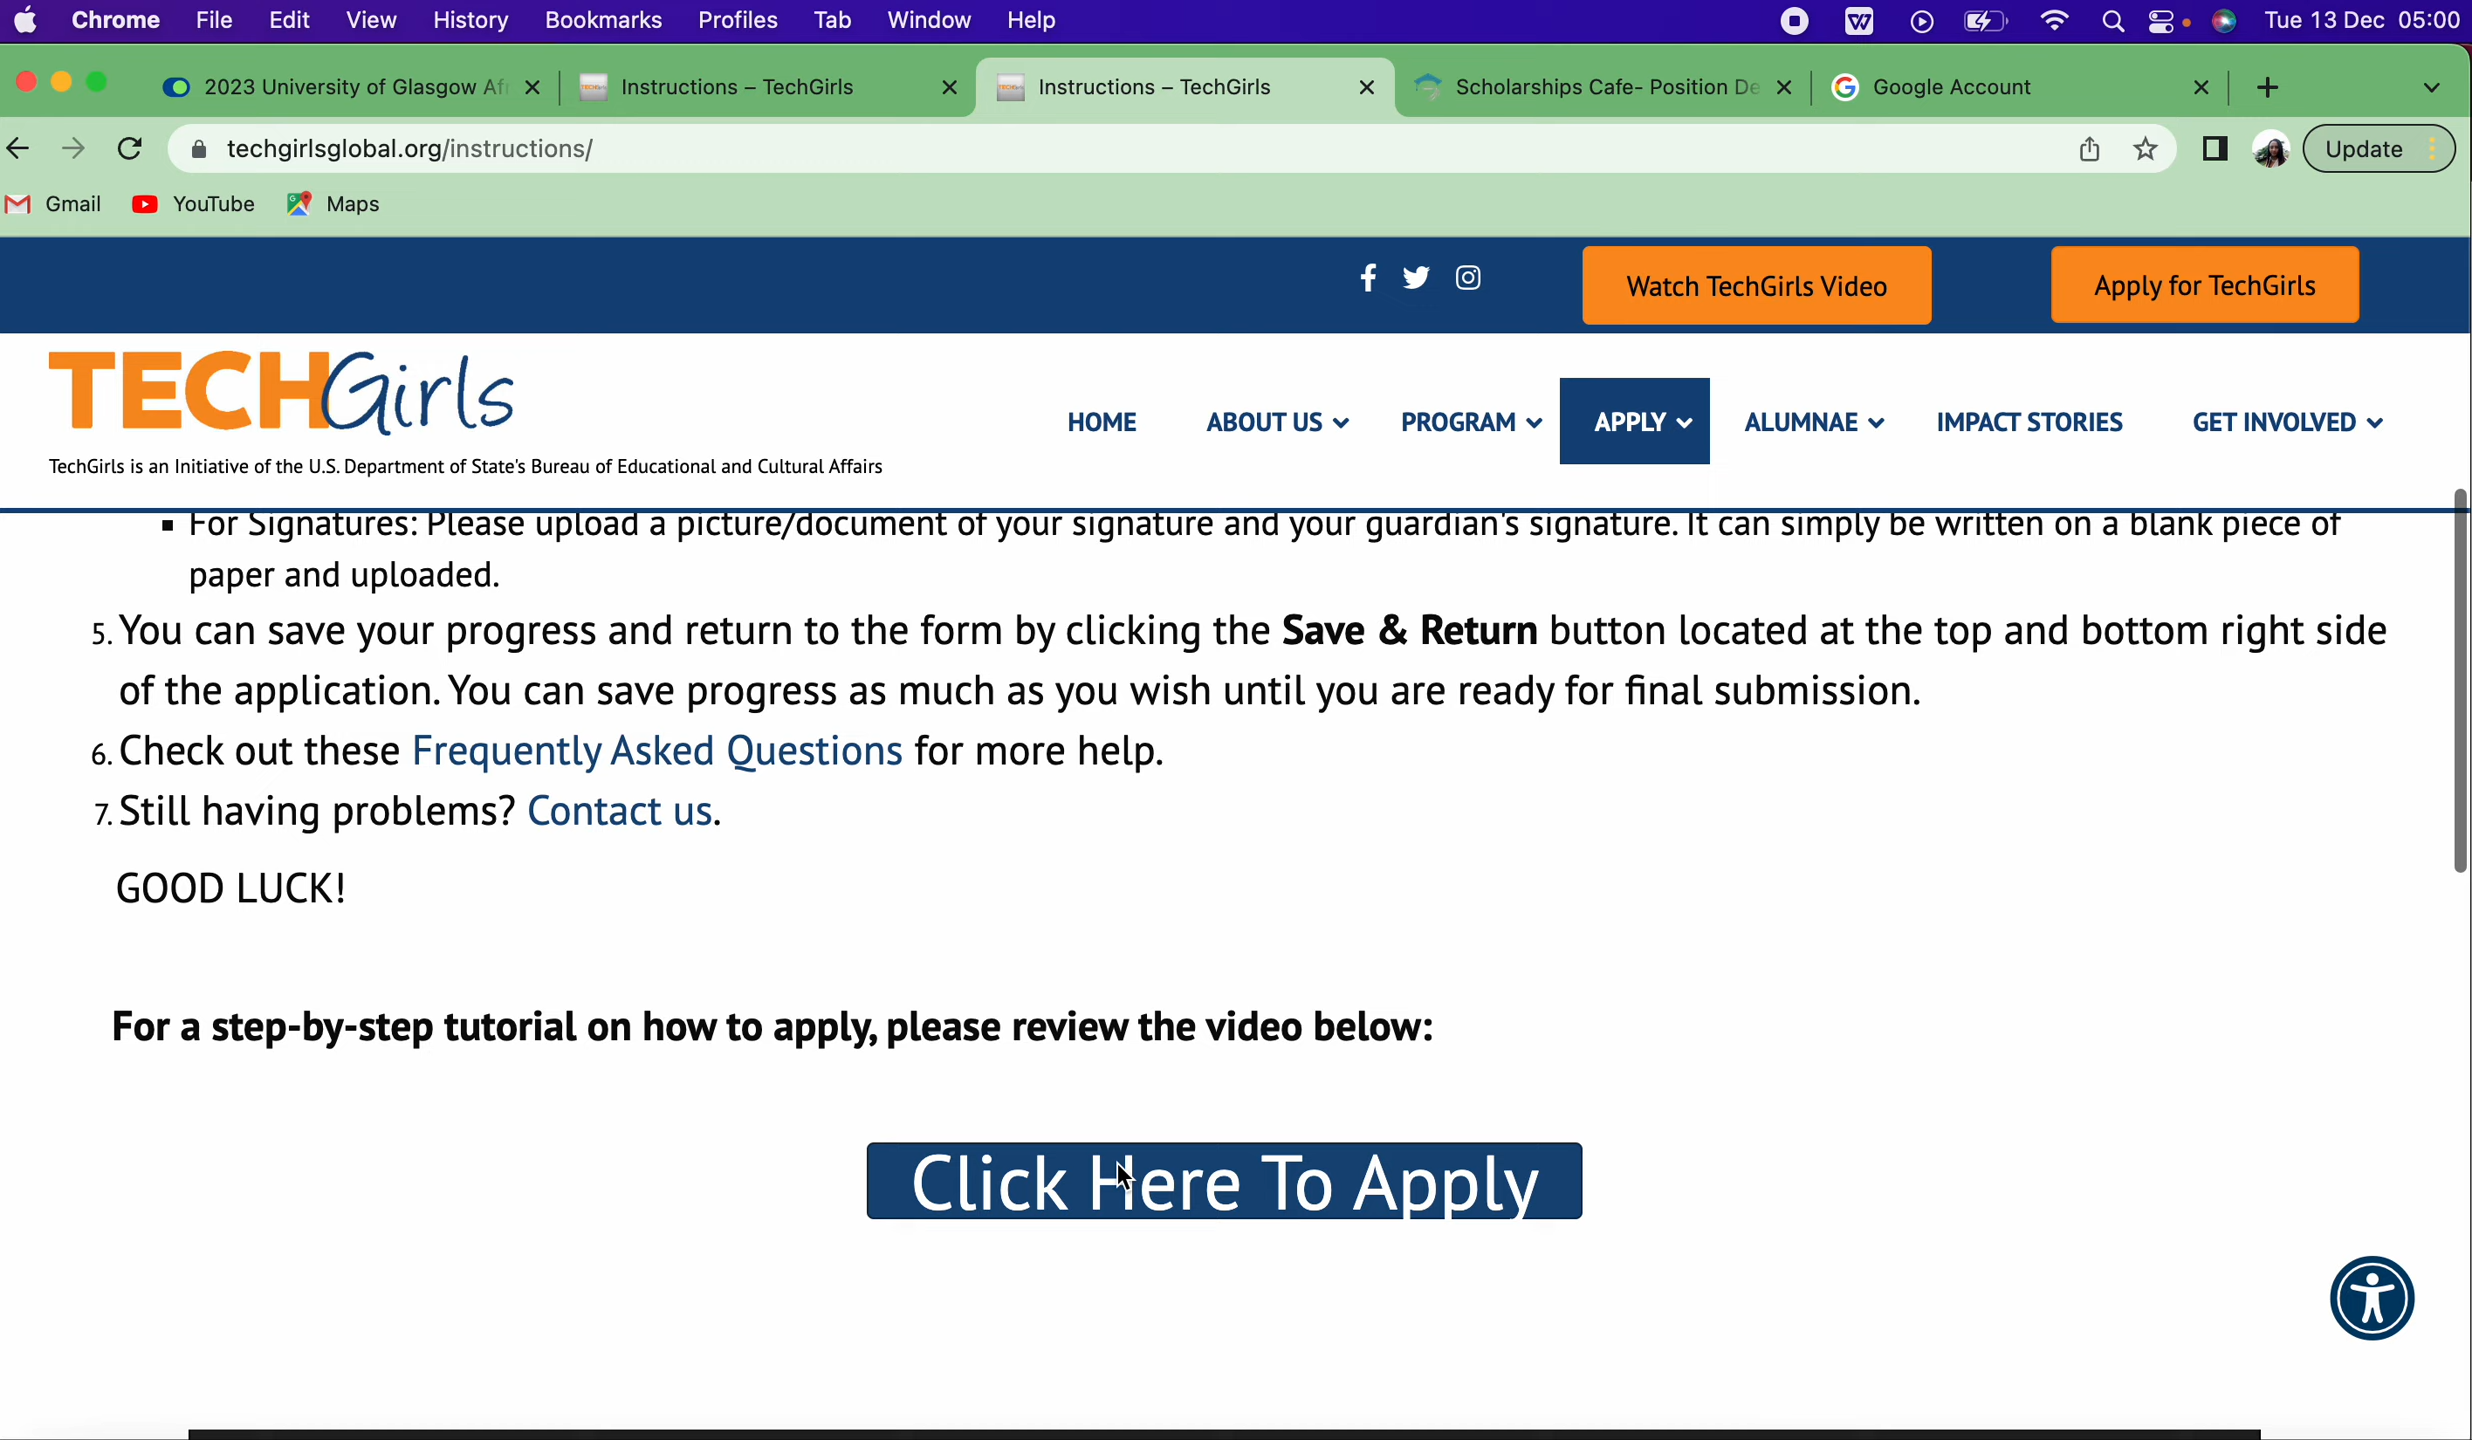 Chrome File Edit View History Bookmarks Profiles Tab Window Help Tue 13 Dec 05:00
2023 University of Glasgow Afr Instructions – TechGirls Instructions – TechGirls Scholarships Cafe- Position De Google Account
techgirlsglobal.org/instructions/ Update
Gmail YouTube Maps
Watch TechGirls Video Apply for TechGirls
TECHGirls
HOME ABOUT US PROGRAM APPLY ALUMNAE IMPACT STORIES GET INVOLVED
TechGirls is an Initiative of the U.S. Department of State's Bureau of Educational and Cultural Affairs
▪ For Signatures: Please upload a picture/document of your signature and your guardian's signature. It can simply be written on a blank piece of
paper and uploaded.
5. You can save your progress and return to the form by clicking the Save & Return button located at the top and bottom right side
of the application. You can save progress as much as you wish until you are ready for final submission.
6. Check out these Frequently Asked Questions for more help.
7. Still having problems? Contact us.
GOOD LUCK!
For a step-by-step tutorial on how to apply, please review the video below:
Click Here To Apply